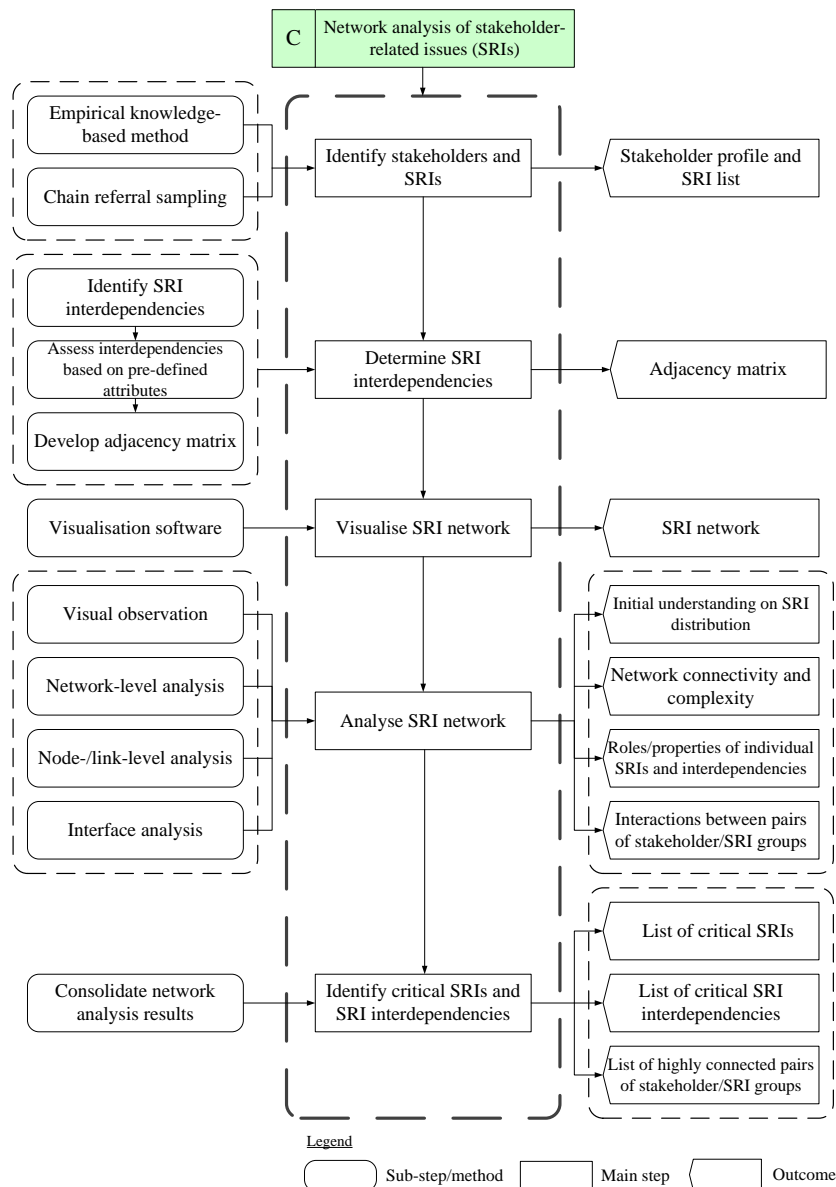 C
Network analysis of stakeholder-
related issues (SRIs)
Empirical knowledge-
based method
Chain referral sampling
Identify stakeholders and
SRIs
Stakeholder profile and
SRI list
Identify SRI
interdependencies
Assess interdependencies
based on pre-defined
attributes
Develop adjacency matrix
Determine SRI
interdependencies
Adjacency matrix
Visualisation software
Visualise SRI network
SRI network
Visual observation
Network-level analysis
Node-/link-level analysis
Interface analysis
Analyse SRI network
Initial understanding on SRI
distribution
Network connectivity and
complexity
Roles/properties of individual
SRIs and interdependencies
Interactions between pairs
of stakeholder/SRI groups
Consolidate network
analysis results
Identify critical SRIs and
SRI interdependencies
List of critical SRIs
List of critical SRI
interdependencies
List of highly connected pairs
of stakeholder/SRI groups
Legend
Sub-step/method
Main step
Outcome